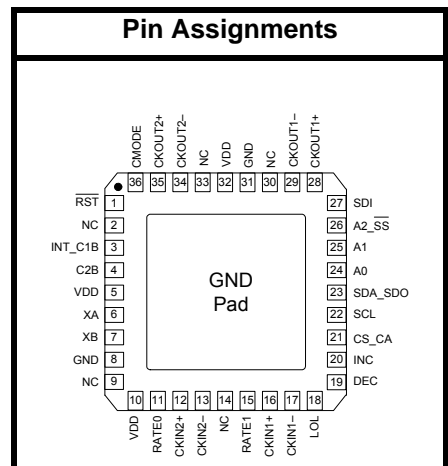 Pin Assignments
CMODE
CKOUT2+
CKOUT2–
NC
VDD
GND
NC
CKOUT1–
CKOUT1+
36 35 34 33 32 31 30 29 28
RST 1
NC 2
INT_C1B 3
C2B 4
VDD 5
XA 6
XB 7
GND 8
NC 9
GND
Pad
27 SDI
26 A2_SS
25 A1
24 A0
23 SDA_SDO
22 SCL
21 CS_CA
20 INC
19 DEC
10 11 12 13 14 15 16 17 18
VDD
RATE0
CKIN2+
CKIN2–
NC
RATE1
CKIN1+
CKIN1–
LOL